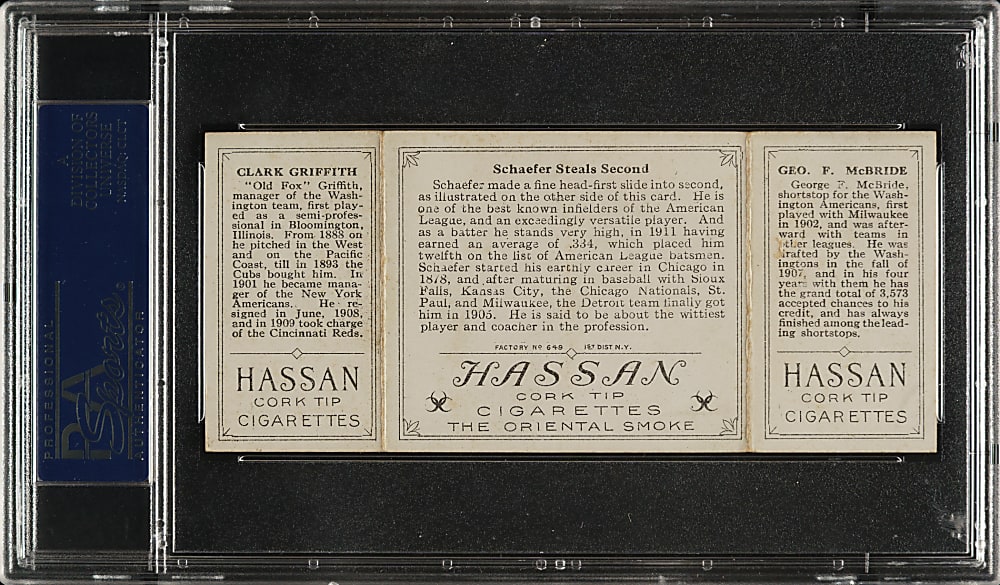 CLARK GRIFFITH
"Old Fox" Griffith,
manager of the Wash-
ington team, first play-
ed as a semi-profes-
sional in Bloomington,
Illinois. From 1888 on
he pitched in the West
and on the Pacific
Coast, till in 1893 the
Cubs bought him. In
1901 he became mana-
ger of the New York
Americans. He re-
signed in June, 1908,
and in 1909 took charge
of the Cincinnati Reds.
HASSAN
CORK TIP
CIGARETTES
Schaefer Steals Second
Schaefer made a fine head-first slide into second,
as illustrated on the other side of this card. He is
one of the best known infielders of the American
League, and an exceedingly versatile player. And
as a batter he stands very high, in 1911 having
earned an average of .334, which placed him
twelfth on the list of American League batsmen.
Schaefer started his earthly career in Chicago in
1878, and after maturing in baseball with Sioux
Falls, Kansas City, the Chicago Nationals, St.
Paul, and Milwaukee, the Detroit team finally got
him in 1905. He is said to be about the wittiest
player and coacher in the profession.
FACTORY Nº 649 1ST DIST N.Y.
HASSAN
CORK TIP
CIGARETTES
THE ORIENTAL SMOKE
GEO. F. McBRIDE
George F. McBride,
shortstop for the Wash-
ington Americans, first
played with Milwaukee
in 1902, and was after-
ward with teams in
other leagues. He was
drafted by the Wash-
ingtons in the fall of
1907, and in his four
years with them he has
the grand total of 3,573
accepted chances to his
credit, and has always
finished among the lead-
ing shortstops.
HASSAN
CORK TIP
CIGARETTES
PROFESSIONAL
PSA
Sports
AUTHENTICATOR
A
DIVISION OF
COLLECTORS
UNIVERSE
NASDAQ: CLCT